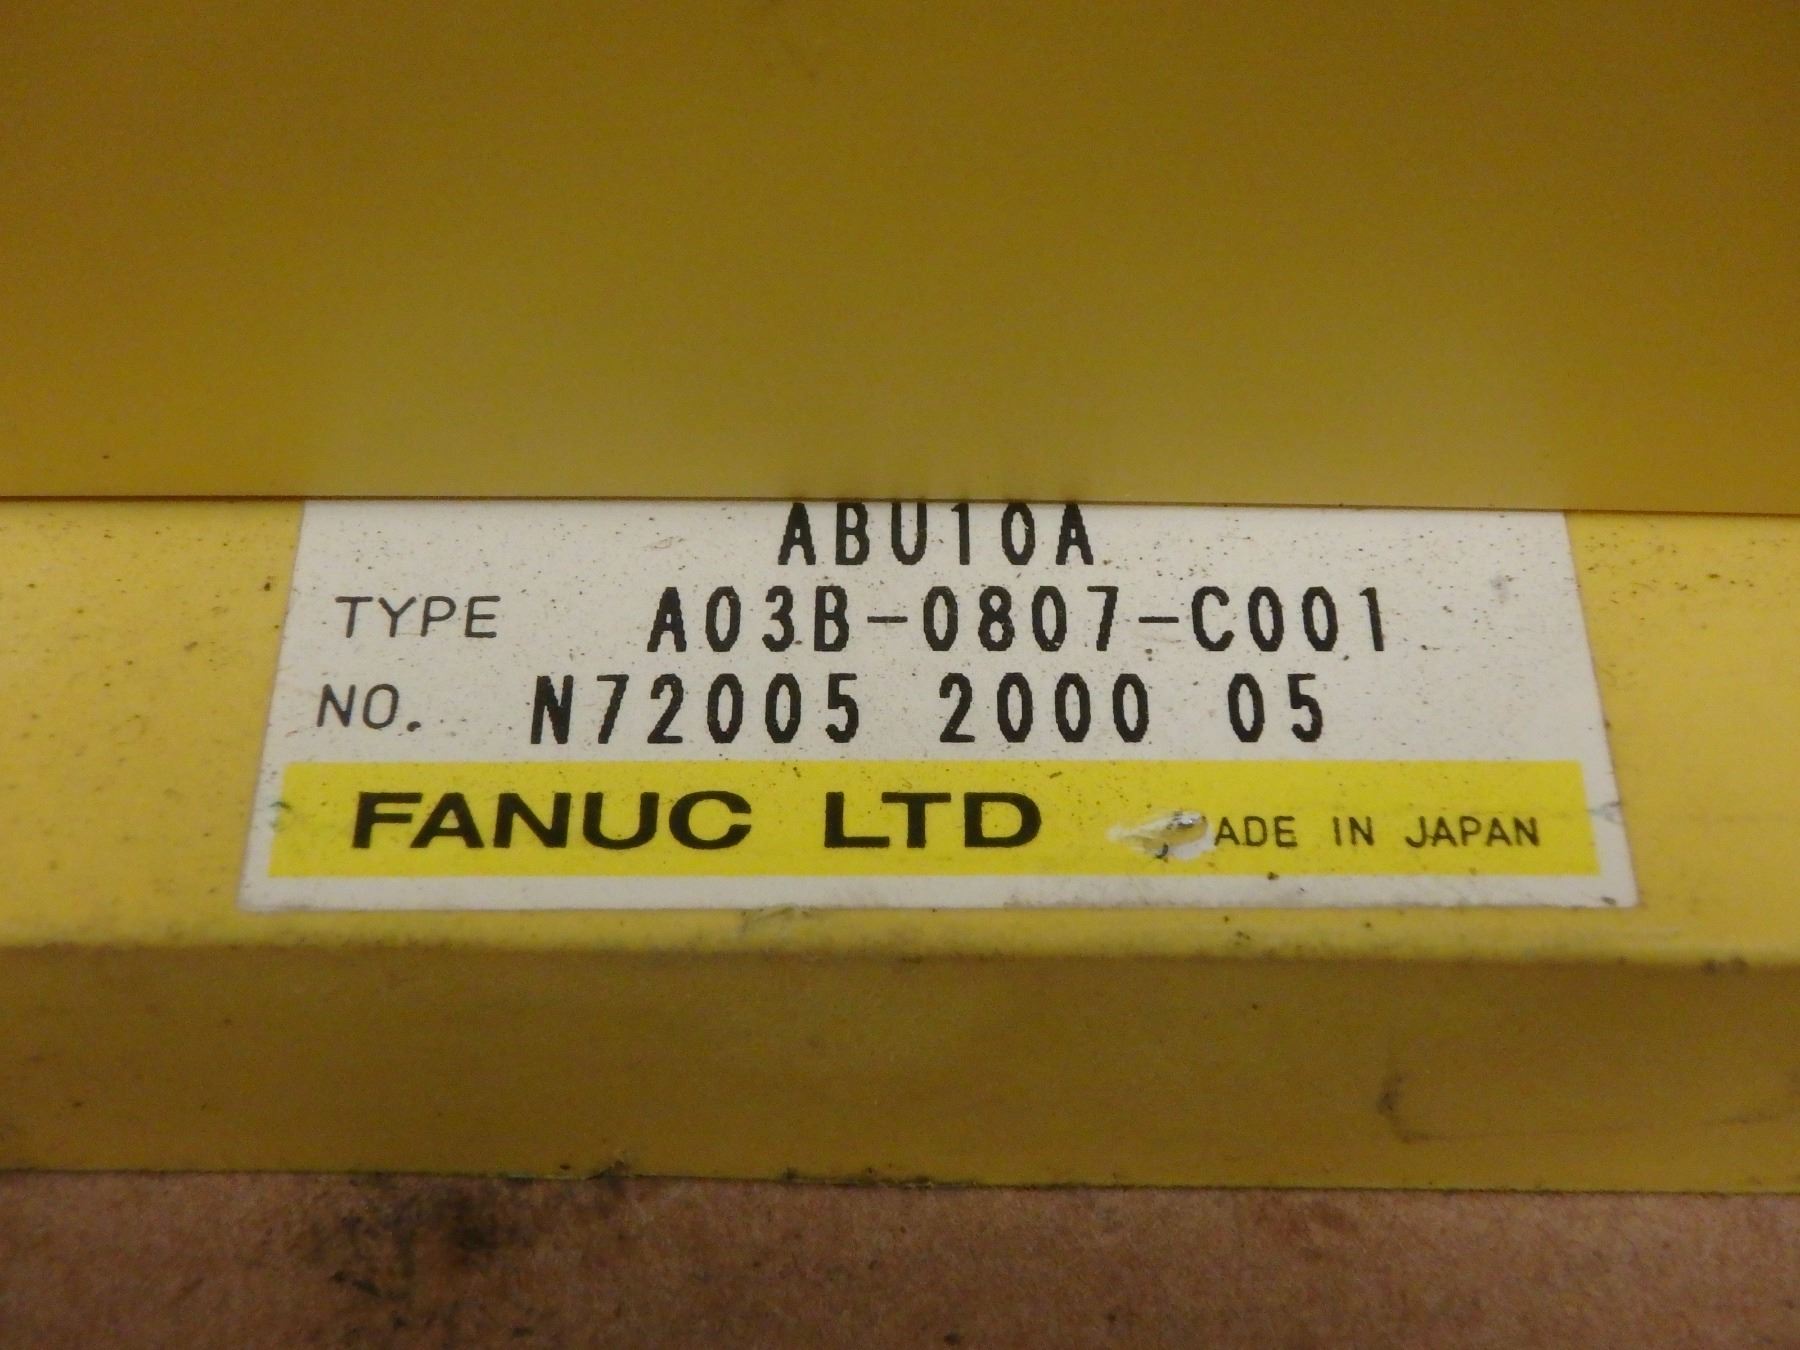 ABU10A
TYPE A03B-0807-C001
NO. N72005 2000 05
FANUC LTD ADE IN JAPAN